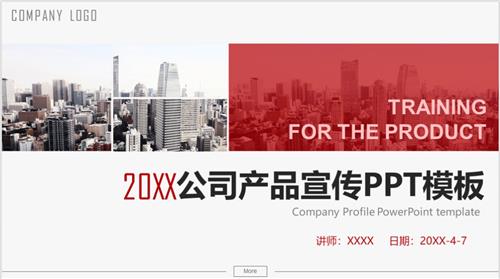 COMPANY LOGO
TRAINING
FOR THE PRODUCT
20XX公司产品宣传PPT模板
Company Profile PowerPoint template
讲师：XXXX 日期：20XX-4-7
More